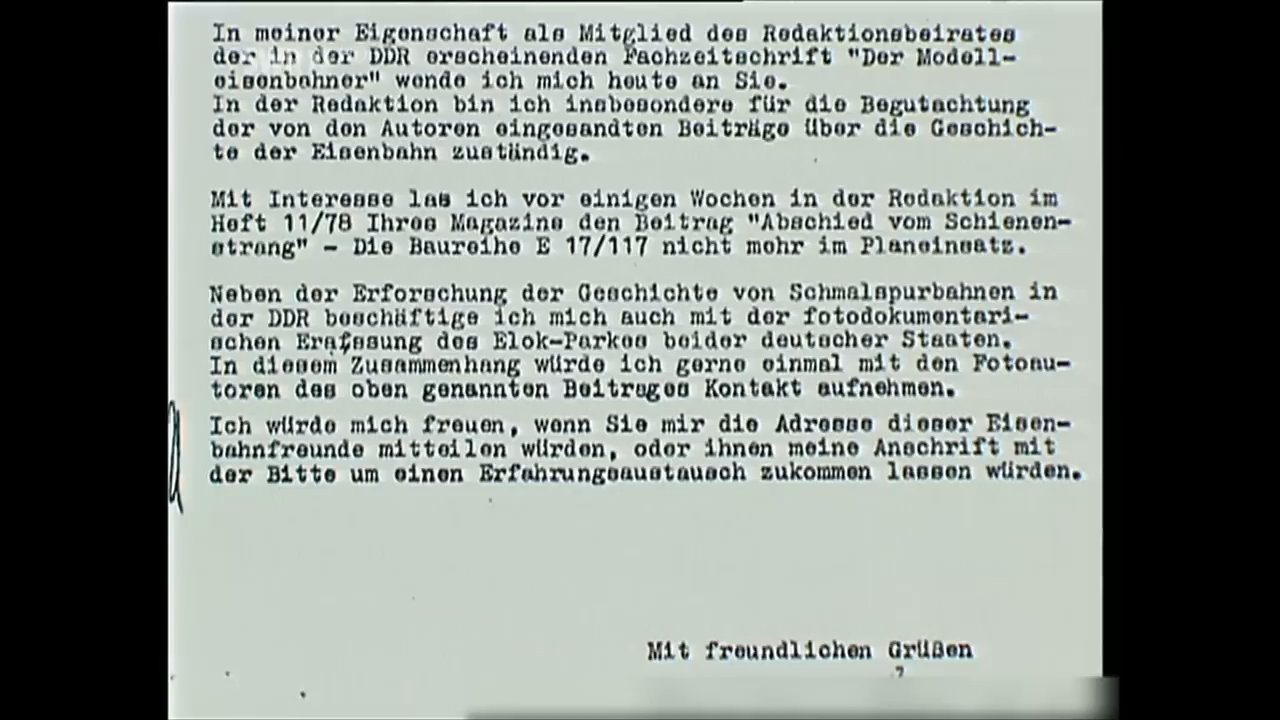 In meiner Eigenschaft als Mitglied des Redaktionsbeirates
der in der DDR erscheinenden Fachzeitschrift "Der Modell-
eisenbahner" wende ich mich heute an Sie.
In der Redaktion bin ich insbesondere für die Begutachtung
der von den Autoren eingesandten Beiträge über die Geschich-
te der Eisenbahn zuständig.
Mit Interesse las ich vor einigen Wochen in der Redaktion im
Heft 11/78 Ihres Magazins den Beitrag "Abschied vom Schienen-
strang" - Die Baureihe E 17/117 nicht mehr im Planeinsatz.
Neben der Erforschung der Geschichte von Schmalspurbahnen in
der DDR beschäftige ich mich auch mit der fotodokumentari-
schen Erafssung des Elok-Parkes beider deutscher Staaten.
In diesem Zusammenhang würde ich gerne einmal mit den Fotoau-
toren des oben genannten Beitrages Kontakt aufnehmen.
Ich würde mich freuen, wenn Sie mir die Adresse dieser Eisen-
bahnfreunde mitteilen würden, oder ihnen meine Anschrift mit
der Bitte um einen Erfahrungsaustausch zukommen lassen würden.
Mit freundlichen Grüßen